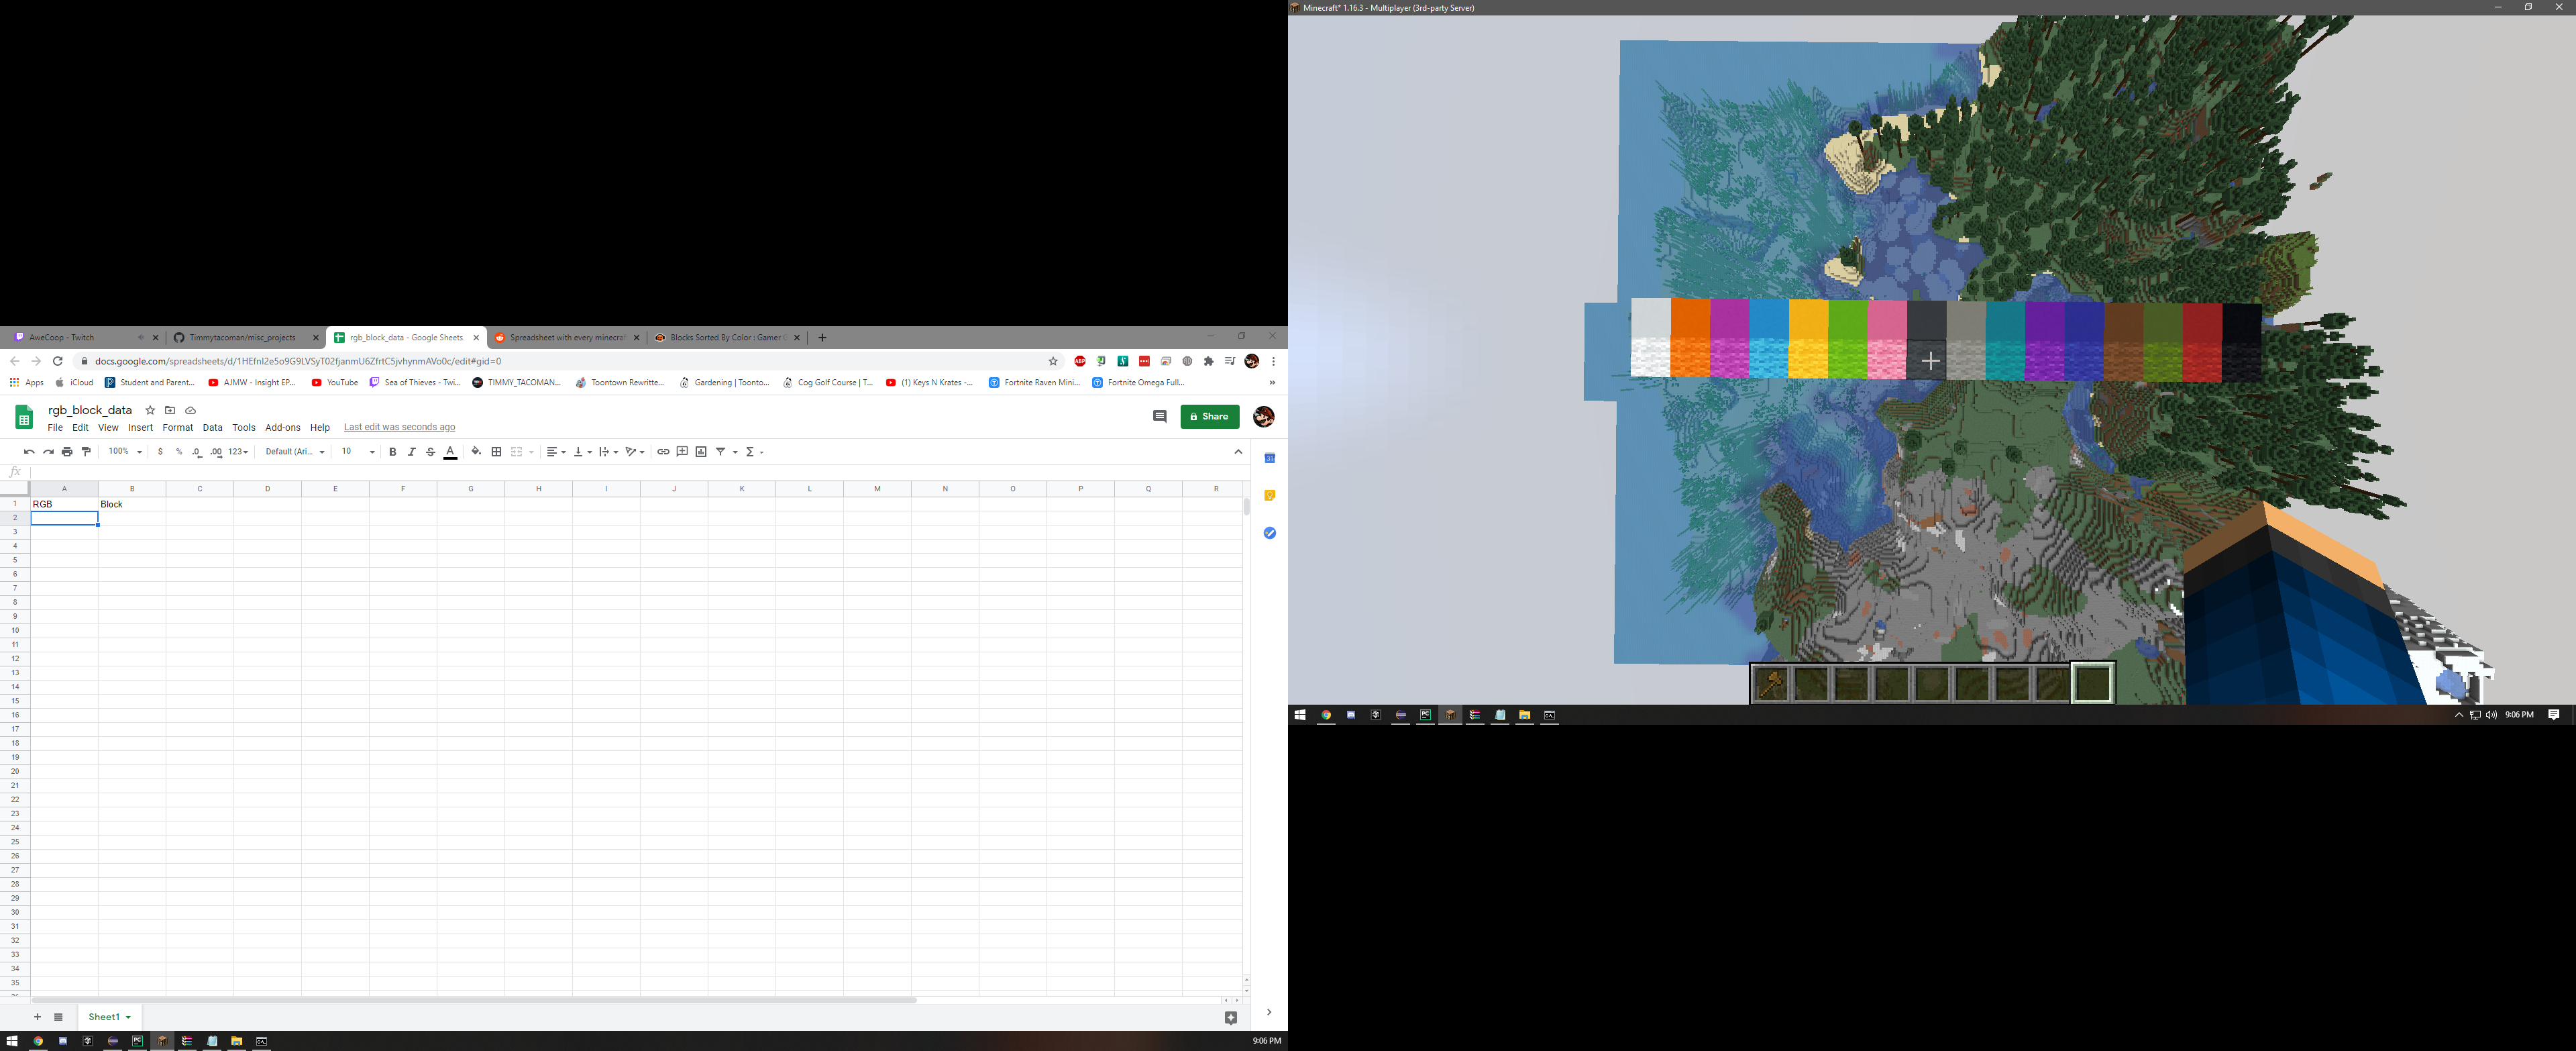 AweCoop - Twitch
Timmytacoman/misc_projects
rgb_block_data - Google Sheets
Spreadsheet with every minecraf
Blocks Sorted By Color : Gamer
docs.google.com/spreadsheets/d/
Apps
iCloud
Student and Parent...
AJMW - Insight EP...
YouTube
Sea of Thieves - Twi...
TIMMY_TACOMAN...
Toontown Rewritte...
Gardening | Toonto...
Cog Golf Course | T...
(1) Keys N Krates -...
Fortnite Raven Mini...
Fortnite Omega Full...
»
rgb_block_data
Share
File Edit View Insert Format Data Tools Add-ons Help Last edit was seconds ago
100% $ % .0 .00 123 Default (Ari... 10 B I S A
fx
A B C D E F G H I J K L M N O P Q R
1 RGB Block
2
3
4
5
6
7
8
9
10
11
12
13
14
15
16
17
18
19
20
21
22
23
24
25
26
27
28
29
30
31
32
33
34
35
Sheet1
9:06 PM
Minecraft* 1.16.3 - Multiplayer (3rd-party Server)
9:06 PM